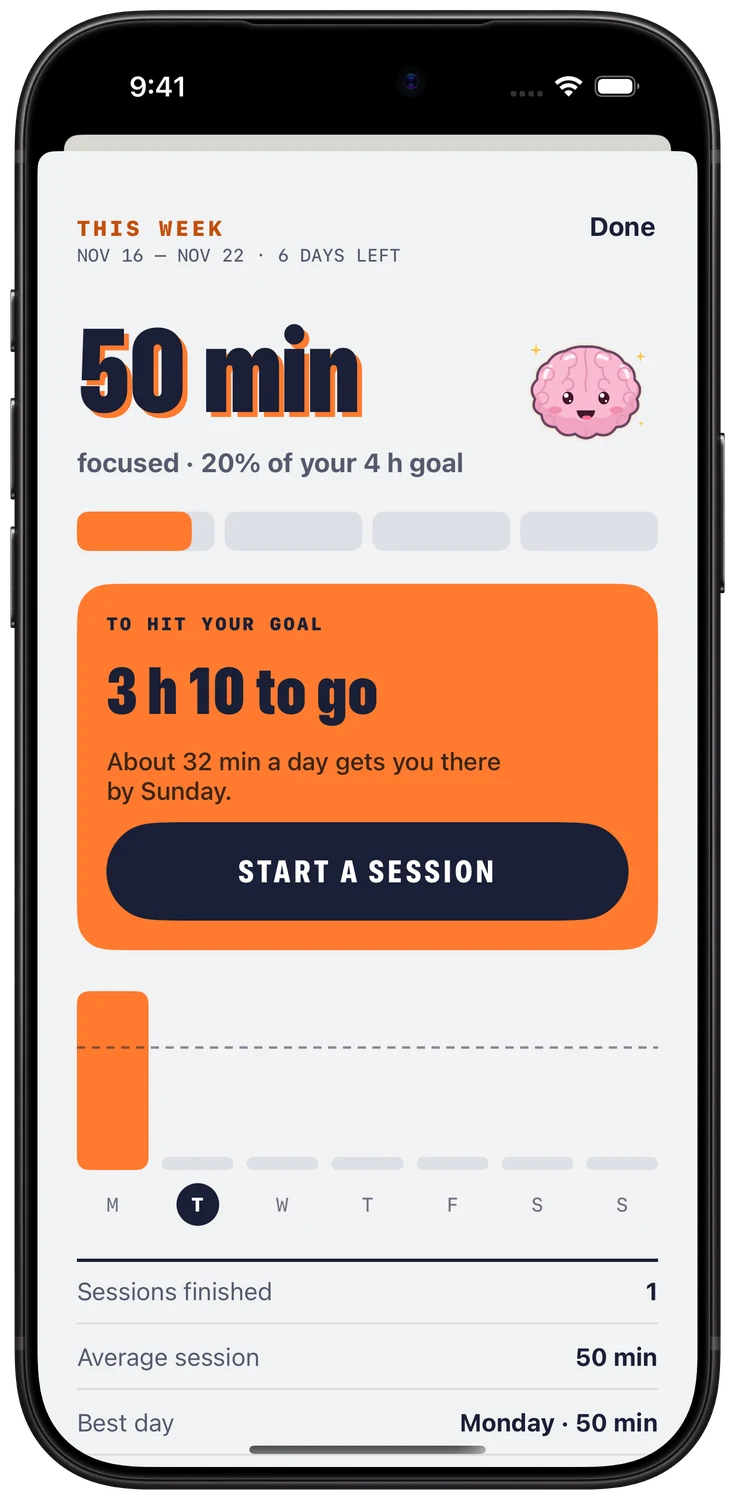 9:41
THIS WEEK
Done
NOV 16 — NOV 22 · 6 DAYS LEFT
50 min
focused · 20% of your 4 h goal
TO HIT YOUR GOAL
3 h 10 to go
About 32 min a day gets you there
by Sunday.
START A SESSION
M T W T F S S
Sessions finished 1
Average session 50 min
Best day Monday · 50 min